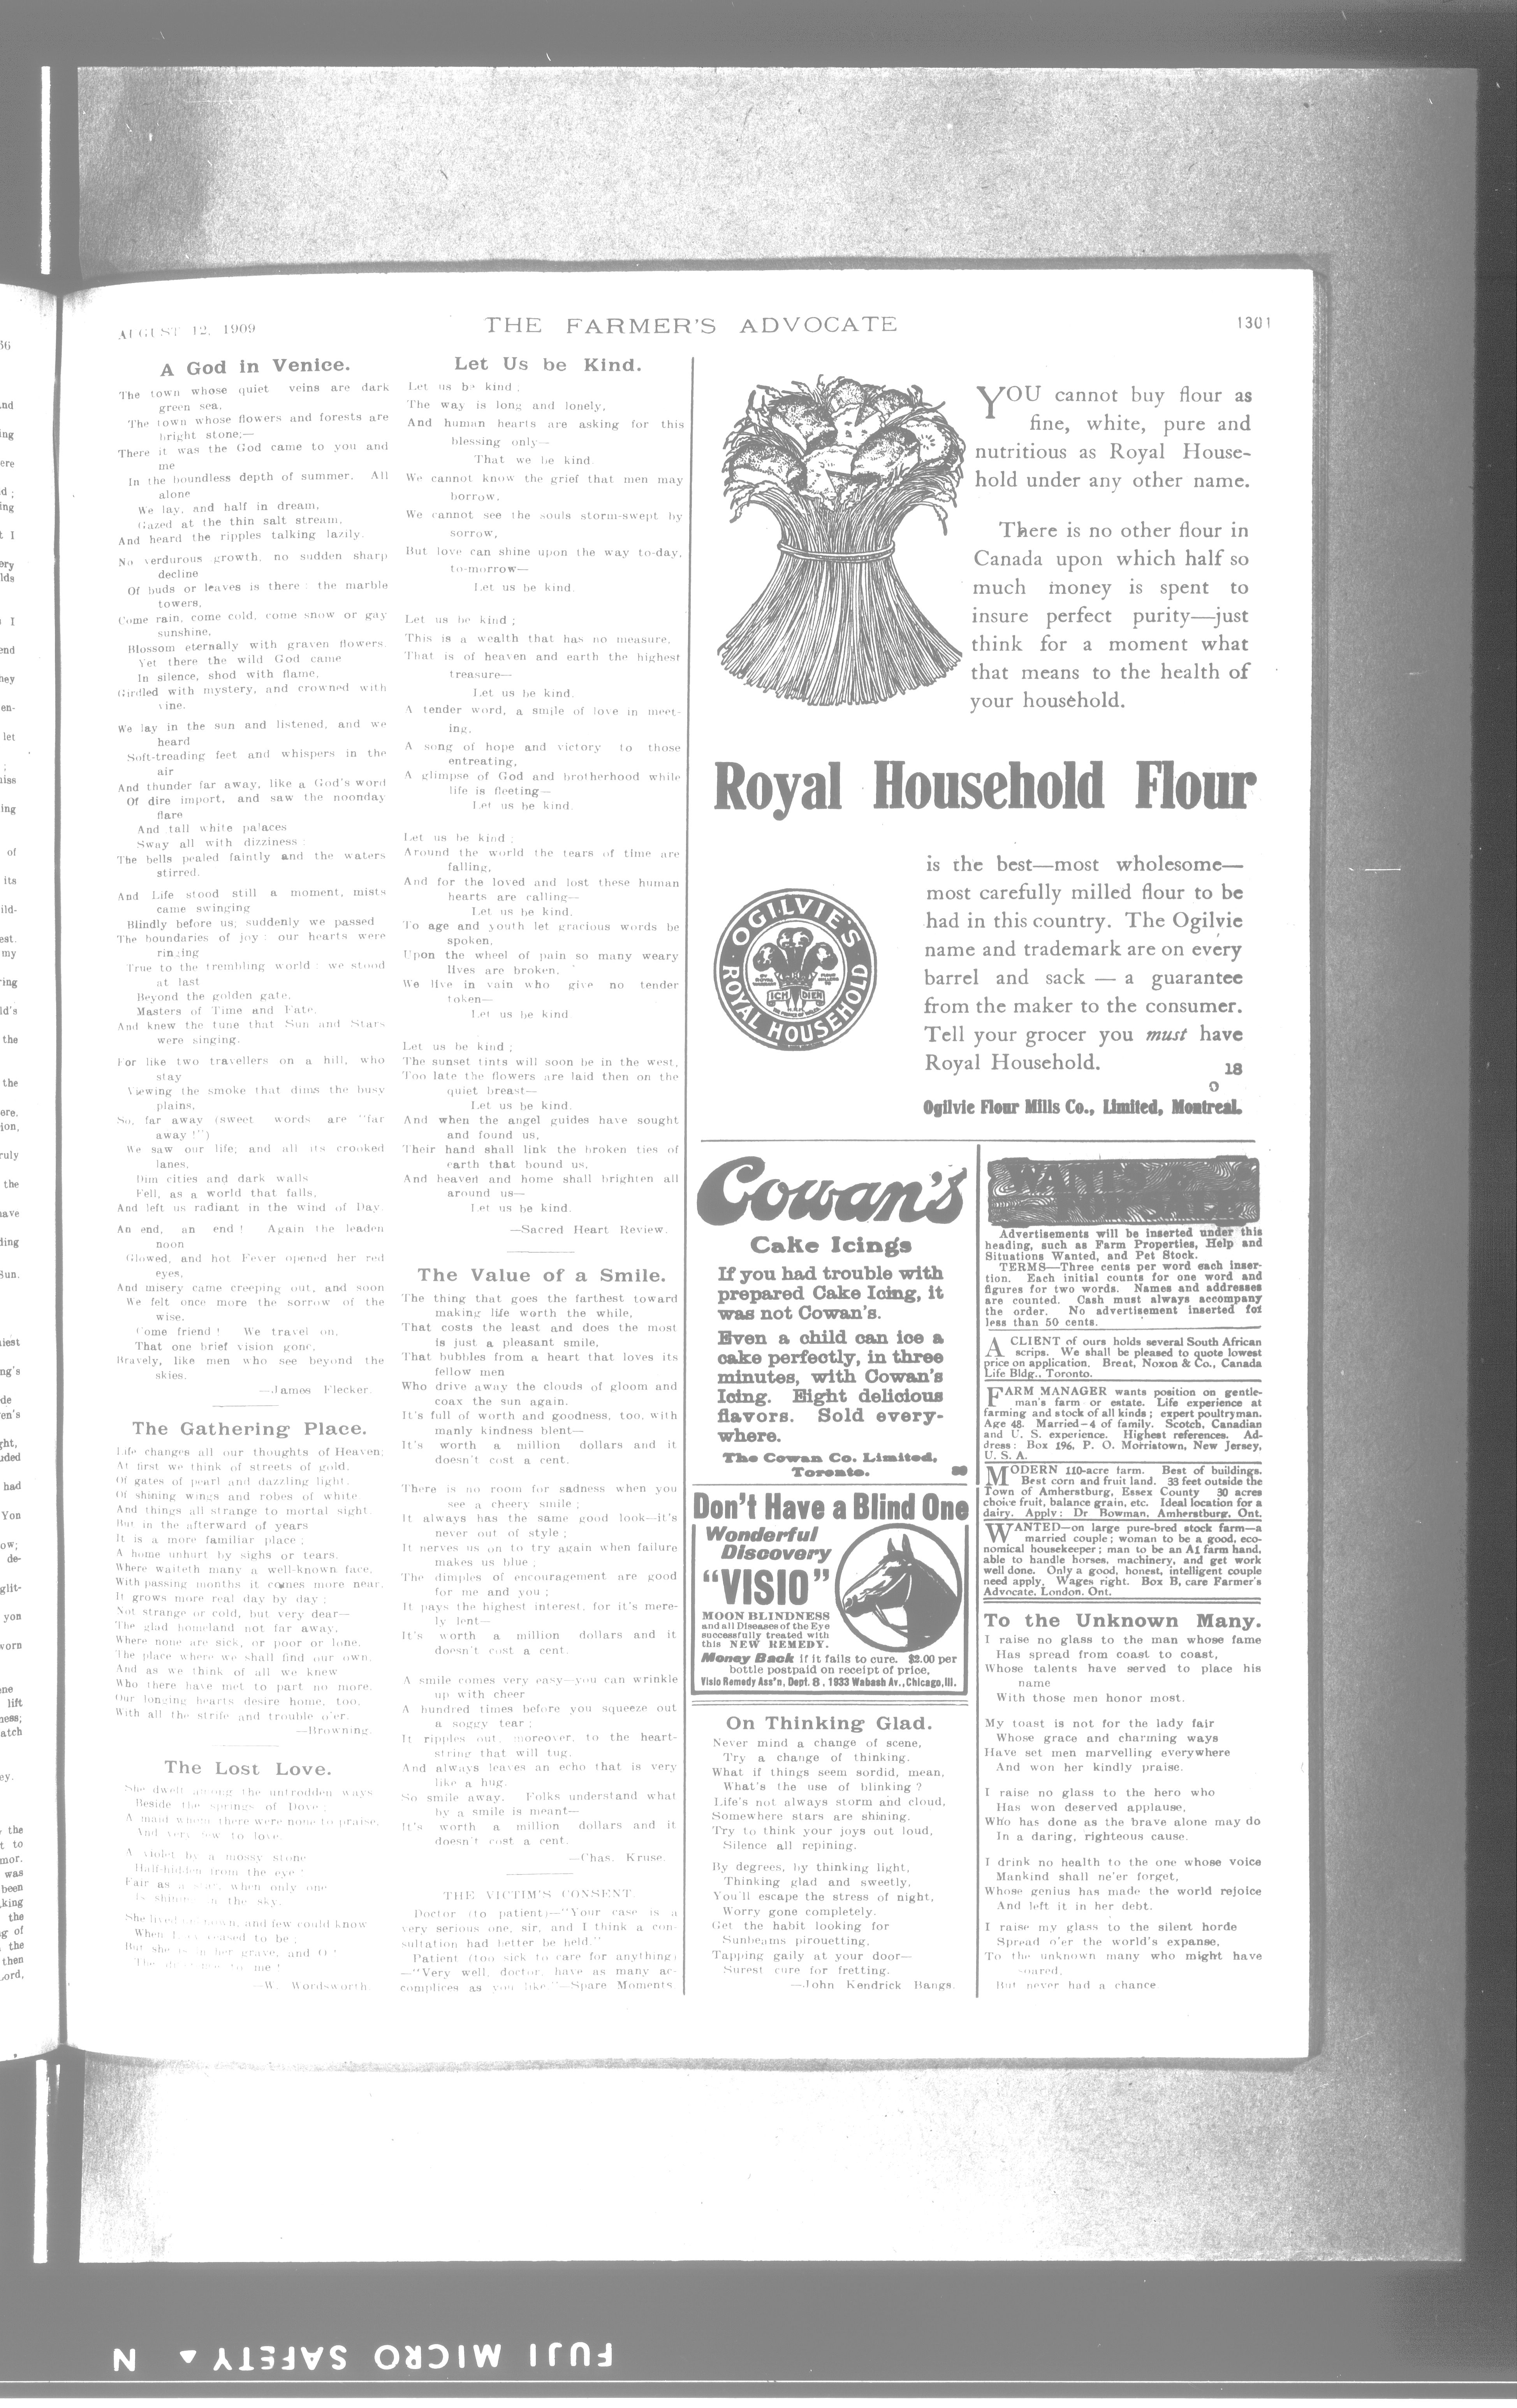 AUGUST 12, 1909
THE FARMER'S ADVOCATE
1301
A God in Venice.
The town whose quiet veins are dark
green sea,
The town whose flowers and forests are
bright stone;—
There it was the God came to you and
me
In the boundless depth of summer. All
alone
We lay, and half in dream,
Gazed at the thin salt stream,
And heard the ripples talking lazily.
No verdurous growth, no sudden sharp
decline
Of buds or leaves is there : the marble
towers,
Come rain, come cold, come snow or gay
sunshine,
Blossom eternally with graven flowers.
Yet there the wild God came
In silence, shod with flame,
Girdled with mystery, and crowned with
vine.
We lay in the sun and listened, and we
heard
Soft-treading feet and whispers in the
air
And thunder far away, like a God's word
Of dire import, and saw the noonday
flare
And tall white palaces
Sway all with dizziness ;
The bells pealed faintly and the waters
stirred.
And Life stood still a moment, mists
came swinging
Blindly before us; suddenly we passed
The boundaries of joy : our hearts were
ringing
True to the trembling world : we stood
at last
Beyond the golden gate,
Masters of Time and Fate,
And knew the tune that Sun and Stars
were singing.
For like two travellers on a hill, who
stay
Viewing the smoke that dims the busy
plains,
So, far away (sweet words are "far
away !")
We saw our life; and all its crooked
lanes,
Dim cities and dark walls
Fell, as a world that falls,
And left us radiant in the wind of Day.
An end, an end ! Again the leaden
noon
Glowed, and hot Fever opened her red
eyes,
And misery came creeping out, and soon
We felt once more the sorrow of the
wise.
Come friend ! We travel on,
That one brief vision gone,
Bravely, like men who see beyond the
skies.
—James Flecker.
The Gathering Place.
Life changes all our thoughts of Heaven;
At first we think of streets of gold,
Of gates of pearl and dazzling light,
Of shining wings and robes of white
And things all strange to mortal sight.
But in the afterward of years
It is a more familiar place ;
A home unhurt by sighs or tears,
Where waiteth many a well-known face.
With passing months it comes more near,
It grows more real day by day ;
Not strange or cold, but very dear—
The glad homeland not far away,
Where none are sick, or poor or lone,
The place where we shall find our own.
And as we think of all we knew
Who there have met to part no more,
Our longing hearts desire home, too,
With all the strife and trouble o'er.
—Browning.
The Lost Love.
She dwelt among the untrodden ways
Beside the springs of Dove ;
A maid whom there were none to praise,
And very few to love.
A violet by a mossy stone
Half-hidden from the eye !
Fair as a star, when only one
Is shining in the sky.
She lived unknown, and few could know
When Lucy ceased to be ;
But she is in her grave, and O !
The difference to me !
—W. Wordsworth.
Let Us be Kind.
Let us be kind ;
The way is long and lonely,
And human hearts are asking for this
blessing only—
That we be kind.
We cannot know the grief that men may
borrow,
We cannot see the souls storm-swept by
sorrow,
But love can shine upon the way to-day,
to-morrow—
Let us be kind.
Let us be kind ;
This is a wealth that has no measure,
That is of heaven and earth the highest
treasure—
Let us be kind.
A tender word, a smile of love in meet-
ing,
A song of hope and victory to those
entreating,
A glimpse of God and brotherhood while
life is fleeting—
Let us be kind.
Let us be kind ;
Around the world the tears of time are
falling,
And for the loved and lost these human
hearts are calling—
Let us be kind.
To age and youth let gracious words be
spoken,
Upon the wheel of pain so many weary
lives are broken,
We live in vain who give no tender
token—
Let us be kind
Let us be kind ;
The sunset tints will soon be in the west,
Too late the flowers are laid then on the
quiet breast—
Let us be kind.
And when the angel guides have sought
and found us,
Their hand shall link the broken ties of
earth that bound us,
And heaven and home shall brighten all
around us—
Let us be kind.
—Sacred Heart Review.
The Value of a Smile.
The thing that goes the farthest toward
making life worth the while,
That costs the least and does the most
is just a pleasant smile,
That bubbles from a heart that loves its
fellow men
Who drive away the clouds of gloom and
coax the sun again.
It's full of worth and goodness, too, with
manly kindness blent—
It's worth a million dollars and it
doesn't cost a cent.
There is no room for sadness when you
see a cheery smile ;
It always has the same good look—it's
never out of style ;
It nerves us on to try again when failure
makes us blue ;
The dimples of encouragement are good
for me and you ;
It pays the highest interest, for it's mere-
ly lent—
It's worth a million dollars and it
doesn't cost a cent.
A smile comes very easy—you can wrinkle
up with cheer
A hundred times before you squeeze out
a soggy tear ;
It ripples out, moreover, to the heart-
string that will tug,
And always leaves an echo that is very
like a hug.
So smile away. Folks understand what
by a smile is meant—
It's worth a million dollars and it
doesn't cost a cent.
—Chas. Kruse.
THE VICTIM'S CONSENT.
Doctor (to patient)—"Your case is a
very serious one, sir, and I think a con-
sultation had better be held."
Patient (too sick to care for anything)
—"Very well, doctor, have as many ac-
complices as you like."—Spare Moments
YOU cannot buy flour as
fine, white, pure and
nutritious as Royal House-
hold under any other name.
There is no other flour in
Canada upon which half so
much money is spent to
insure perfect purity—just
think for a moment what
that means to the health of
your household.
Royal Household Flour
OGILVIE'S
ROYAL HOUSEHOLD
ICH DIEN
is the best—most wholesome—
most carefully milled flour to be
had in this country. The Ogilvie
name and trademark are on every
barrel and sack — a guarantee
from the maker to the consumer.
Tell your grocer you must have
Royal Household.
18
O
Ogilvie Flour Mills Co., Limited, Montreal.
Cowan's
Cake Icings
If you had trouble with
prepared Cake Icing, it
was not Cowan's.
Even a child can ice a
cake perfectly, in three
minutes, with Cowan's
Icing. Eight delicious
flavors. Sold every-
where.
The Cowan Co. Limited,
Toronto.
Don't Have a Blind One
Wonderful
Discovery
"VISIO"
MOON BLINDNESS
and all Diseases of the Eye
successfully treated with
this NEW REMEDY.
Money Back if it fails to cure. $2.00 per
bottle postpaid on receipt of price,
Visio Remedy Ass'n, Dept. 8, 1933 Wabash Av., Chicago, Ill.
On Thinking Glad.
Never mind a change of scene,
Try a change of thinking.
What if things seem sordid, mean,
What's the use of blinking ?
Life's not always storm and cloud,
Somewhere stars are shining.
Try to think your joys out loud,
Silence all repining.
By degrees, by thinking light,
Thinking glad and sweetly,
You'll escape the stress of night,
Worry gone completely.
Get the habit looking for
Sunbeams pirouetting,
Tapping gaily at your door—
Surest cure for fretting.
—John Kendrick Bangs.
WANTS &
FOR SALE
Advertisements will be inserted under this
heading, such as Farm Properties, Help and
Situations Wanted, and Pet Stock.
TERMS—Three cents per word each inser-
tion. Each initial counts for one word and
figures for two words. Names and addresses
are counted. Cash must always accompany
the order. No advertisement inserted for
less than 50 cents.
A CLIENT of ours holds several South African
scrips. We shall be pleased to quote lowest
price on application. Brent, Noxon & Co., Canada
Life Bldg., Toronto.
FARM MANAGER wants position on gentle-
man's farm or estate. Life experience at
farming and stock of all kinds ; expert poultryman.
Age 48. Married—4 of family. Scotch, Canadian
and U. S. experience. Highest references. Ad-
dress : Box 196, P. O. Morristown, New Jersey,
U. S. A.
MODERN 110-acre farm. Best of buildings.
Best corn and fruit land. 33 feet outside the
Town of Amherstburg, Essex County 30 acres
choice fruit, balance grain, etc. Ideal location for a
dairy. Apply: Dr Bowman, Amherstburg, Ont.
WANTED—on large pure-bred stock farm—a
married couple ; woman to be a good, eco-
nomical housekeeper ; man to be an A1 farm hand,
able to handle horses, machinery, and get work
well done. Only a good, honest, intelligent couple
need apply. Wages right. Box B, care Farmer's
Advocate, London, Ont.
To the Unknown Many.
I raise no glass to the man whose fame
Has spread from coast to coast,
Whose talents have served to place his
name
With those men honor most.
My toast is not for the lady fair
Whose grace and charming ways
Have set men marvelling everywhere
And won her kindly praise.
I raise no glass to the hero who
Has won deserved applause,
Who has done as the brave alone may do
In a daring, righteous cause.
I drink no health to the one whose voice
Mankind shall ne'er forget,
Whose genius has made the world rejoice
And left it in her debt.
I raise my glass to the silent horde
Spread o'er the world's expanse,
To the unknown many who might have
soared,
But never had a chance.
FUJI MICRO SAFETY ▲ N